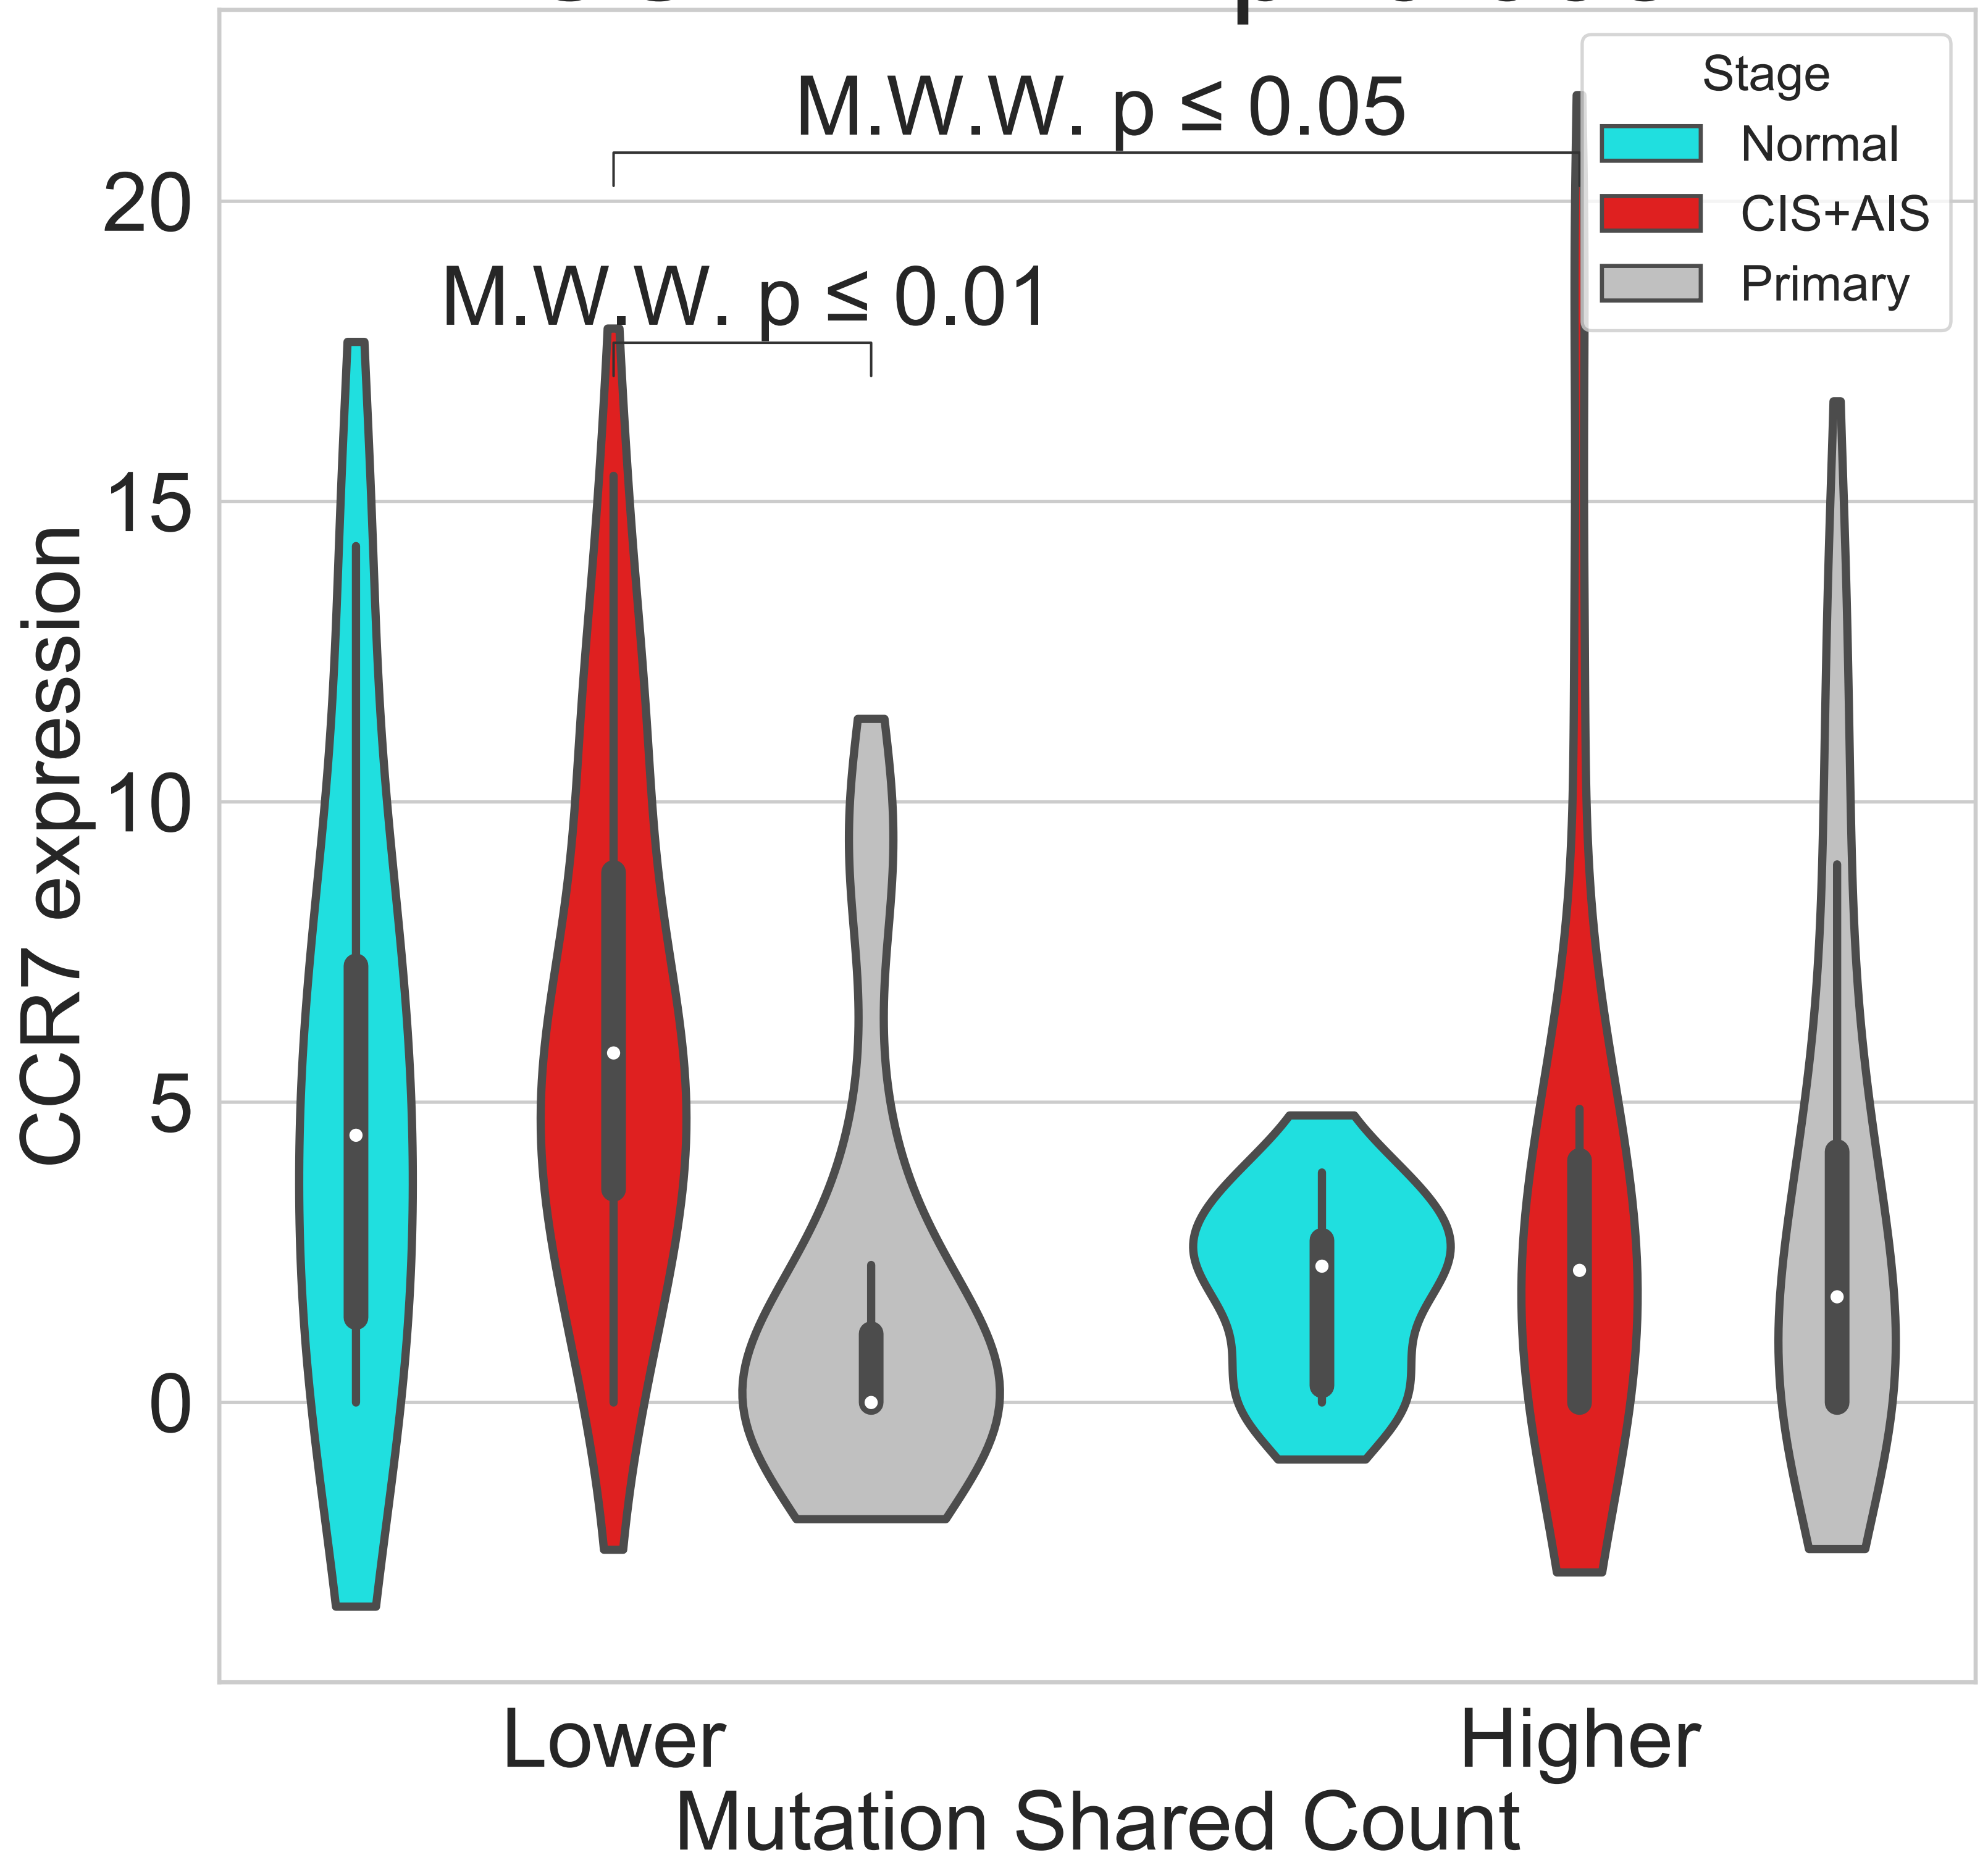 M.W.W. p ≤ 0.05
M.W.W. p ≤ 0.01
Stage
Normal
CIS+AIS
Primary
20
15
10
5
0
CCR7 expression
Lower
Higher
Mutation Shared Count